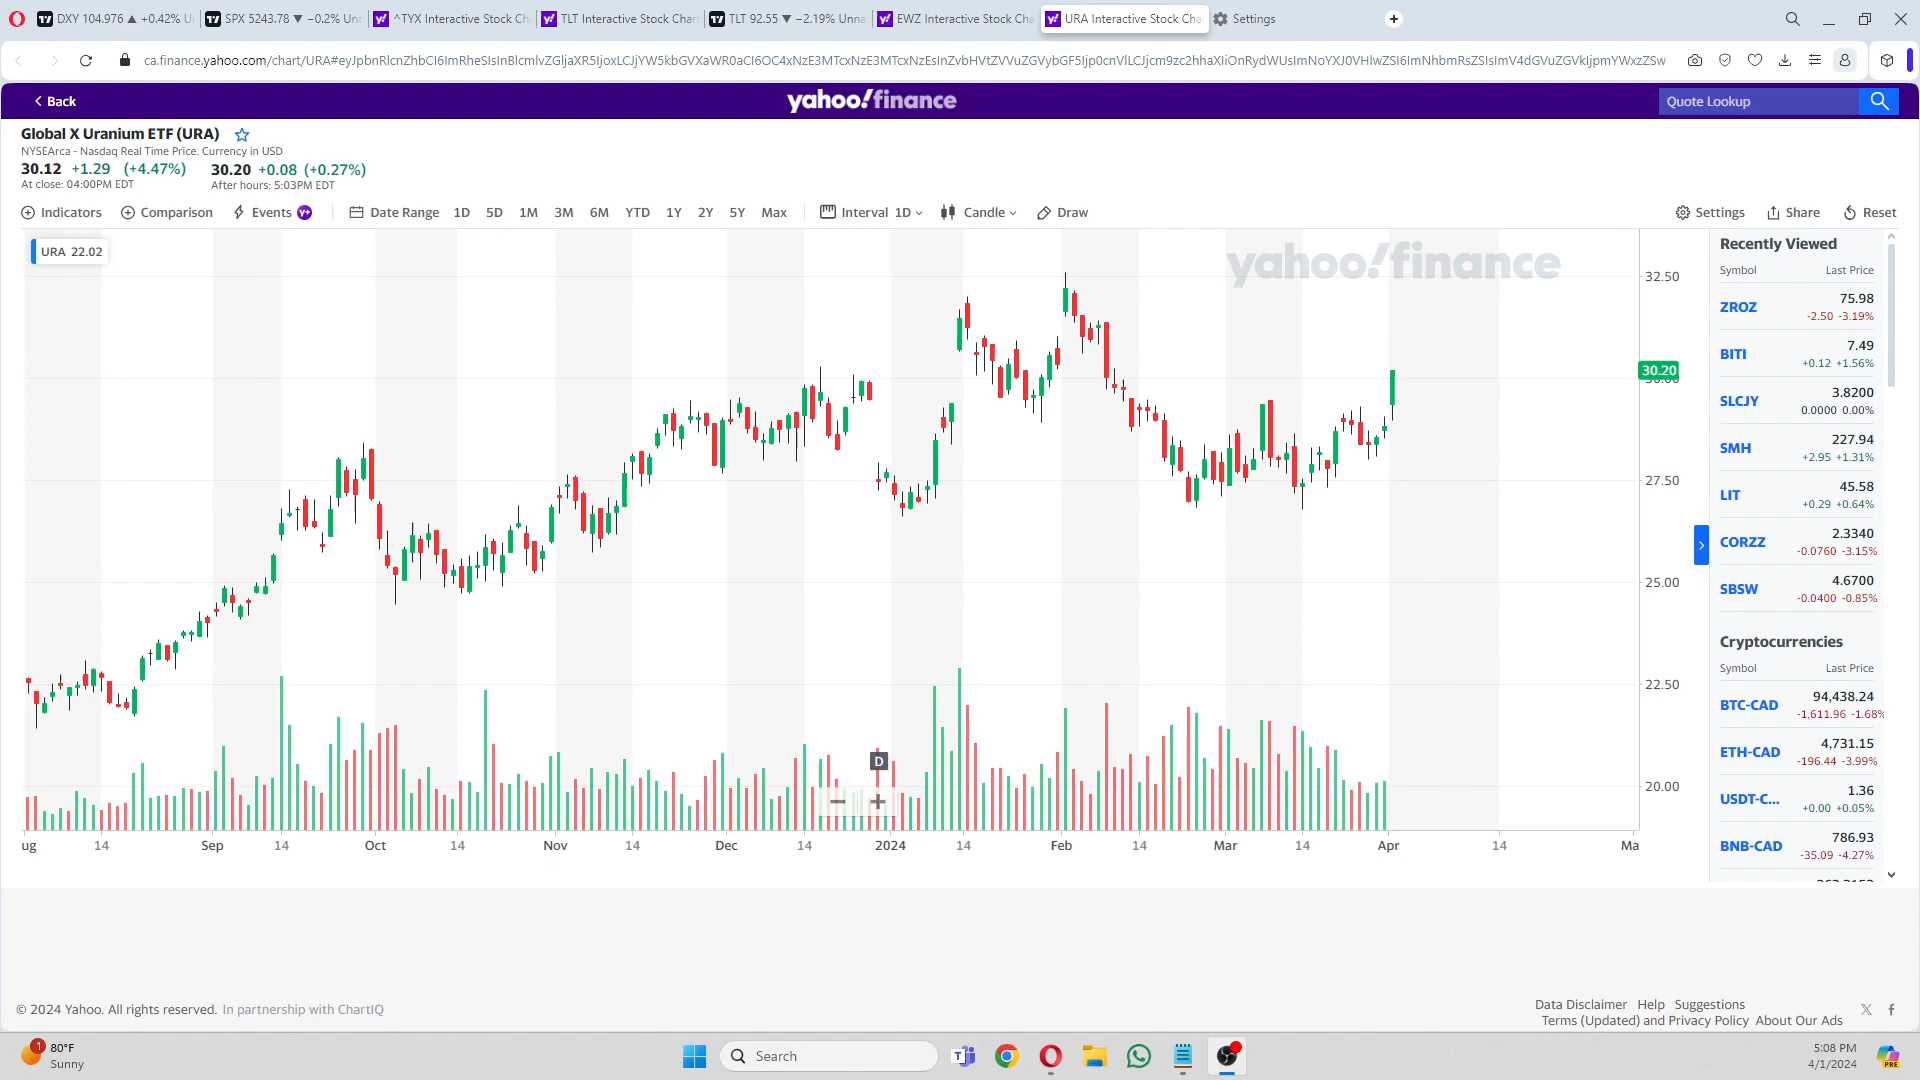 DXY 104.976 ▲ +0.42% U
SPX 5243.78 ▼ −0.2% Unn
^TYX Interactive Stock Ch
TLT Interactive Stock Char
TLT 92.55 ▼ −2.19% Unna
EWZ Interactive Stock Cha
URA Interactive Stock Cha
Settings
Back
yahoo!finance
Quote Lookup
Global X Uranium ETF (URA)
NYSEArca - Nasdaq Real Time Price. Currency in USD
30.12 +1.29 (+4.47%) 30.20 +0.08 (+0.27%)
At close: 04:00PM EDT After hours: 5:03PM EDT
Indicators Comparison Events y+ Date Range 1D 5D 1M 3M 6M YTD 1Y 2Y 5Y Max Interval 1D Candle Draw Settings Share Reset
URA 22.02
yahoo!finance
32.50
30.20
30.00
27.50
25.00
22.50
20.00
D
ug 14 Sep 14 Oct 14 Nov 14 Dec 14 2024 14 Feb 14 Mar 14 Apr 14 Ma
Recently Viewed
Symbol Last Price
ZROZ 75.98
-2.50 -3.19%
BITI 7.49
+0.12 +1.56%
SLCJY 3.8200
0.0000 0.00%
SMH 227.94
+2.95 +1.31%
LIT 45.58
+0.29 +0.64%
CORZZ 2.3340
-0.0760 -3.15%
SBSW 4.6700
-0.0400 -0.85%
Cryptocurrencies
Symbol Last Price
BTC-CAD 94,438.24
-1,611.96 -1.68%
ETH-CAD 4,731.15
-196.44 -3.99%
USDT-C... 1.36
+0.00 +0.05%
BNB-CAD 786.93
-35.09 -4.27%
© 2024 Yahoo. All rights reserved. In partnership with ChartIQ
Data Disclaimer Help Suggestions
Terms (Updated) and Privacy Policy About Our Ads
1
80°F
Sunny
Search
5:08 PM
4/1/2024
PRE